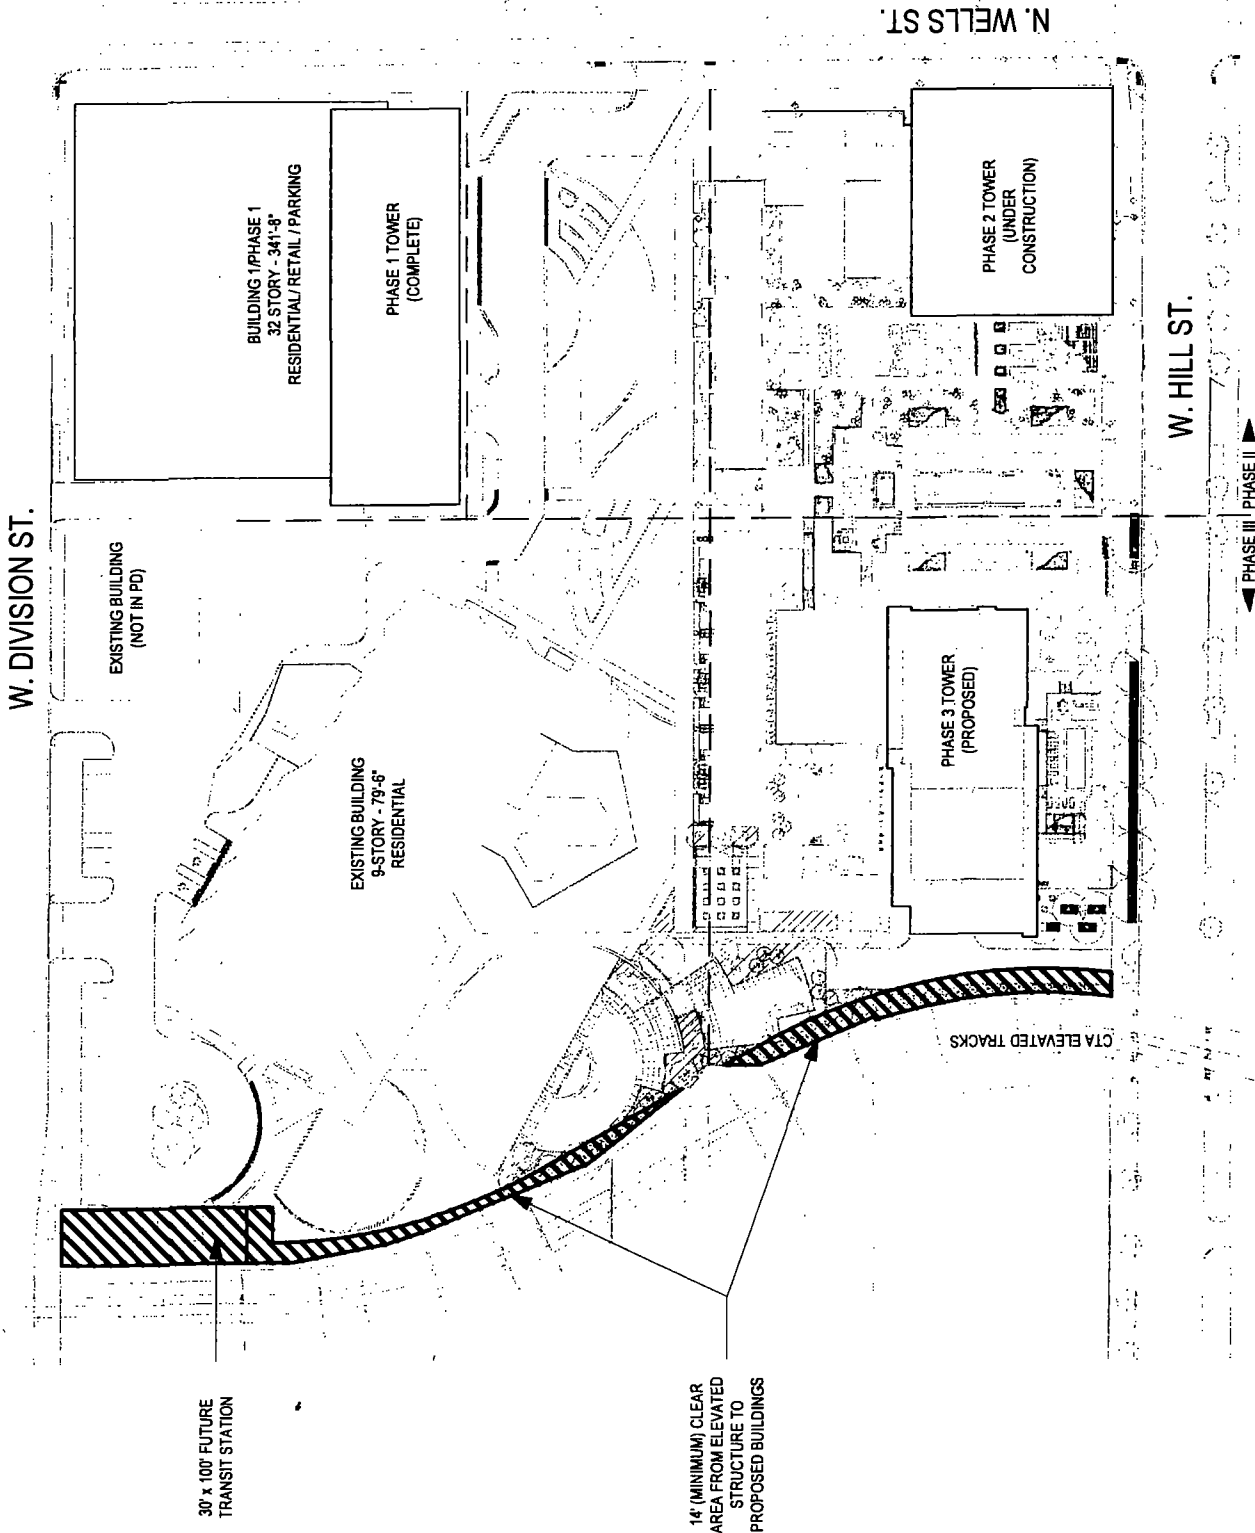 N. WELLS ST.
W. DIVISION ST.
BUILDING 1/PHASE 1
32 STORY - 341'-8"
RESIDENTIAL/ RETAIL / PARKING
PHASE 1 TOWER
(COMPLETE)
PHASE 2 TOWER
(UNDER
CONSTRUCTION)
W. HILL ST.
PHASE III
PHASE II
EXISTING BUILDING
(NOT IN PD)
EXISTING BUILDING
9-STORY - 79'-6"
RESIDENTIAL
PHASE 3 TOWER
(PROPOSED)
CTA ELEVATED TRACKS
30' x 100' FUTURE
TRANSIT STATION
14' (MINIMUM) CLEAR
AREA FROM ELEVATED
STRUCTURE TO
PROPOSED BUILDINGS